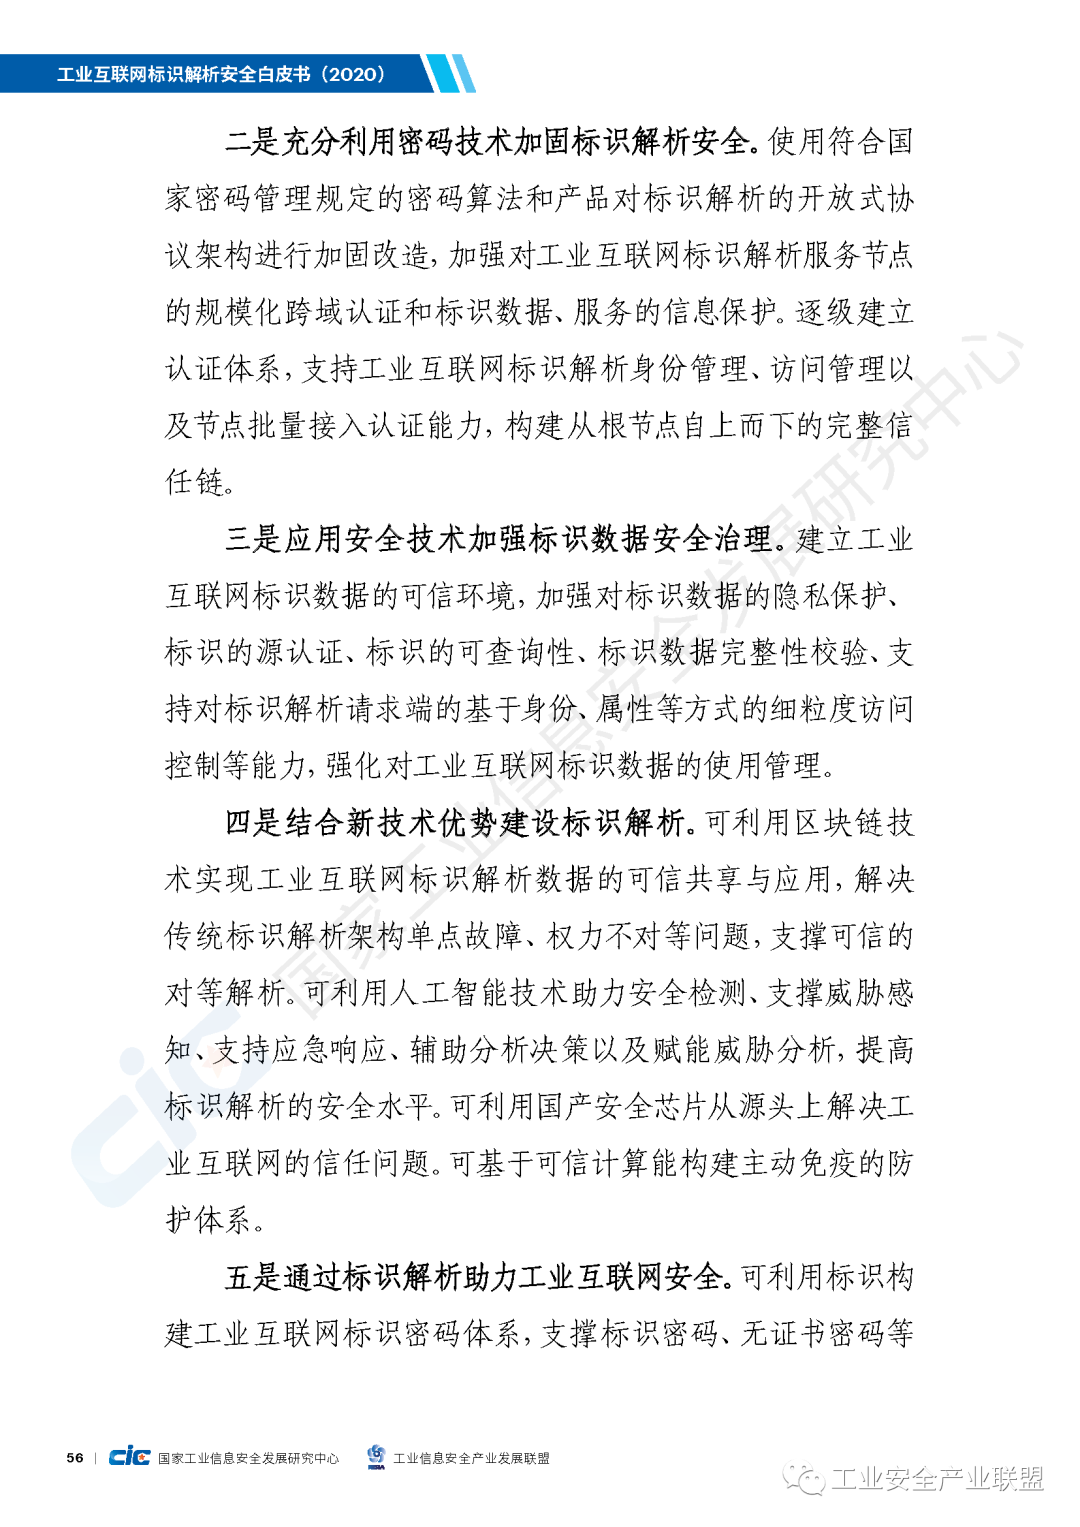 工业互联网标识解析安全白皮书（2020）
二是充分利用密码技术加固标识解析安全。使用符合国
家密码管理规定的密码算法和产品对标识解析的开放式协
议架构进行加固改造，加强对工业互联网标识解析服务节点
的规模化跨域认证和标识数据、服务的信息保护。逐级建立
认证体系，支持工业互联网标识解析身份管理、访问管理以
及节点批量接入认证能力，构建从根节点自上而下的完整信
任链。
三是应用安全技术加强标识数据安全治理。建立工业
互联网标识数据的可信环境，加强对标识数据的隐私保护、
标识的源认证、标识的可查询性、标识数据完整性校验、支
持对标识解析请求端的基于身份、属性等方式的细粒度访问
控制等能力，强化对工业互联网标识数据的使用管理。
四是结合新技术优势建设标识解析。可利用区块链技
术实现工业互联网标识解析数据的可信共享与应用，解决
传统标识解析架构单点故障、权力不对等问题，支撑可信的
对等解析。可利用人工智能技术助力安全检测、支撑威胁感
知、支持应急响应、辅助分析决策以及赋能威胁分析，提高
标识解析的安全水平。可利用国产安全芯片从源头上解决工
业互联网的信任问题。可基于可信计算能构建主动免疫的防
护体系。
五是通过标识解析助力工业互联网安全。可利用标识构
建工业互联网标识密码体系，支撑标识密码、无证书密码等
国家工业信息安全发展研究中心
cic
56 | cic 国家工业信息安全发展研究中心 工业信息安全产业发展联盟
工业安全产业联盟